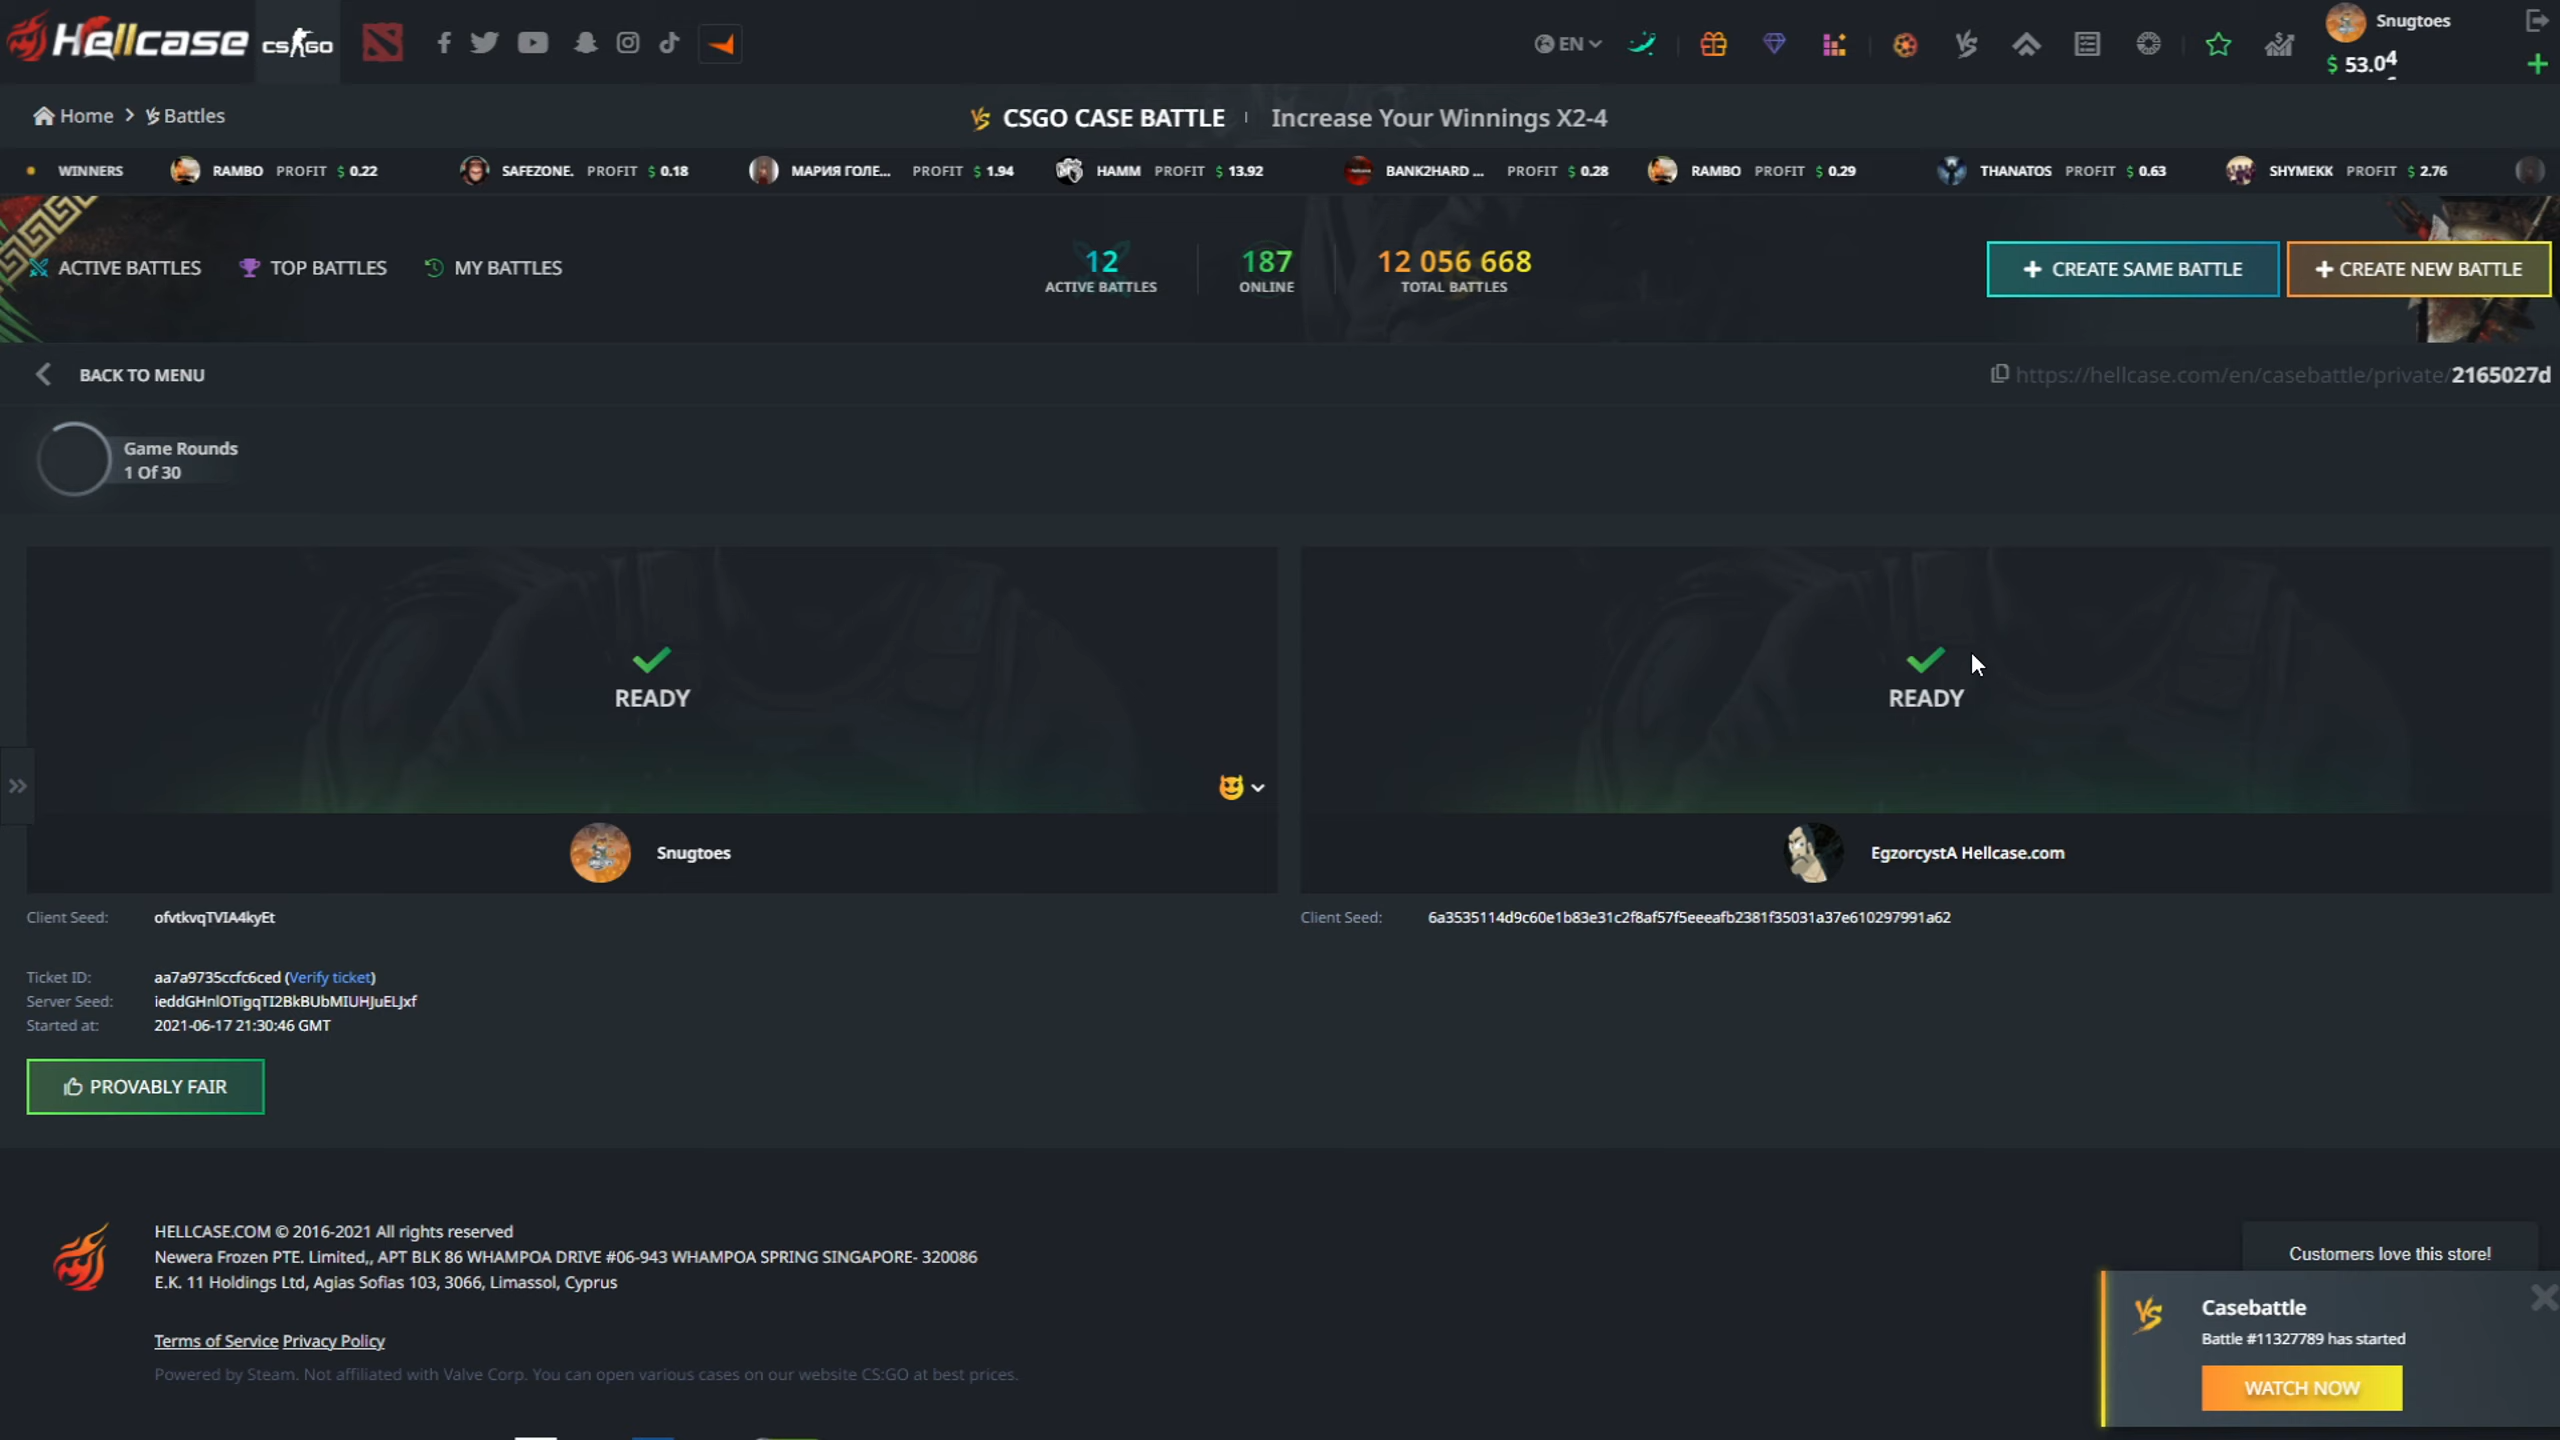 Hellcase CS:GO
EN
Snugtoes
$ 53.04
Home > Battles
CSGO CASE BATTLE | Increase Your Winnings X2-4
WINNERS RAMBO PROFIT $ 0.22 SAFEZONE. PROFIT $ 0.18 МАРИЯ ГОЛЕ... PROFIT $ 1.94 HAMM PROFIT $ 13.92 BANK2HARD ... PROFIT $ 0.28 RAMBO PROFIT $ 0.29 THANATOS PROFIT $ 0.63 SHYMEKK PROFIT $ 2.76
ACTIVE BATTLES TOP BATTLES MY BATTLES
12
ACTIVE BATTLES
187
ONLINE
12 056 668
TOTAL BATTLES
+ CREATE SAME BATTLE
+ CREATE NEW BATTLE
BACK TO MENU
https://hellcase.com/en/casebattle/private/2165027d
Game Rounds
1 Of 30
READY
READY
Snugtoes
EgzorcystA Hellcase.com
Client Seed: ofvtkvqTVIA4kyEt
Client Seed: 6a3535114d9c60e1b83e31c2f8af57f5eeeafb2381f35031a37e610297991a62
Ticket ID: aa7a9735ccfc6ced (Verify ticket)
Server Seed: ieddGHnlOTigqTI2BkBUbMIUHJuELJxf
Started at: 2021-06-17 21:30:46 GMT
PROVABLY FAIR
HELLCASE.COM © 2016-2021 All rights reserved
Newera Frozen PTE. Limited,, APT BLK 86 WHAMPOA DRIVE #06-943 WHAMPOA SPRING SINGAPORE- 320086
E.K. 11 Holdings Ltd, Agias Sofias 103, 3066, Limassol, Cyprus
Terms of Service Privacy Policy
Powered by Steam. Not affiliated with Valve Corp. You can open various cases on our website CS:GO at best prices.
Customers love this store!
Casebattle
Battle #11327789 has started
WATCH NOW